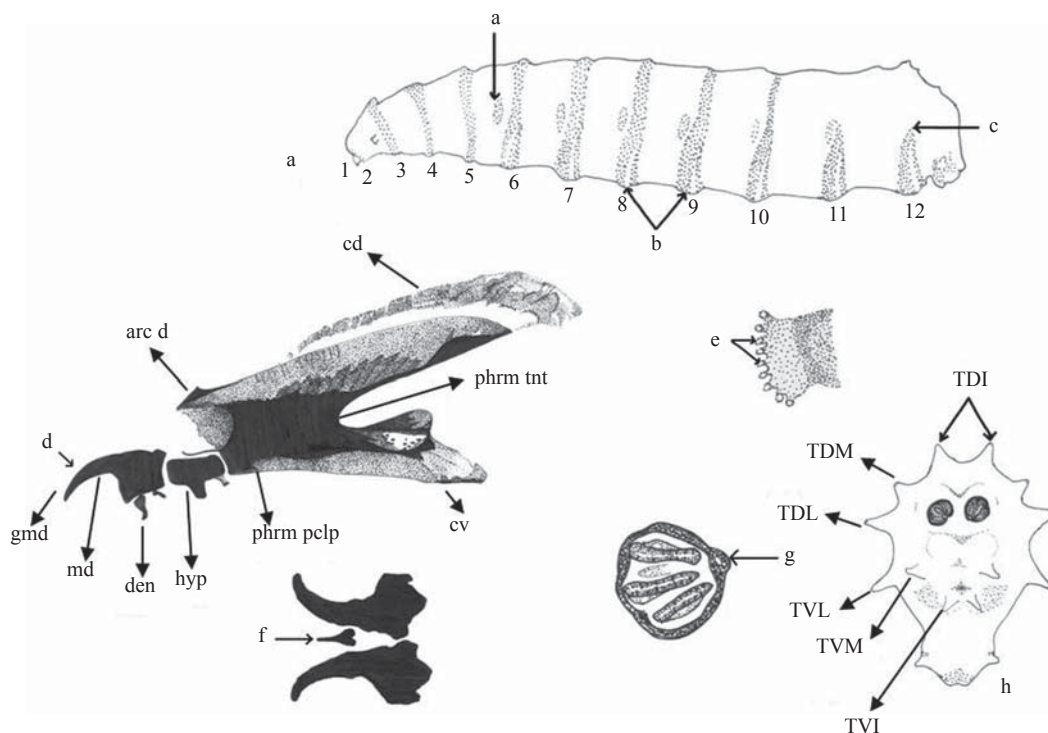 a
c
a
1
2
3
4
5
6
7
8
9
10
11
12
b
cd
arc d
phrm tnt
e
TDI
TDM
d
TDL
gmd
md
den
hyp
phrm pclp
cv
g
TVL
TVM
f
h
TVI